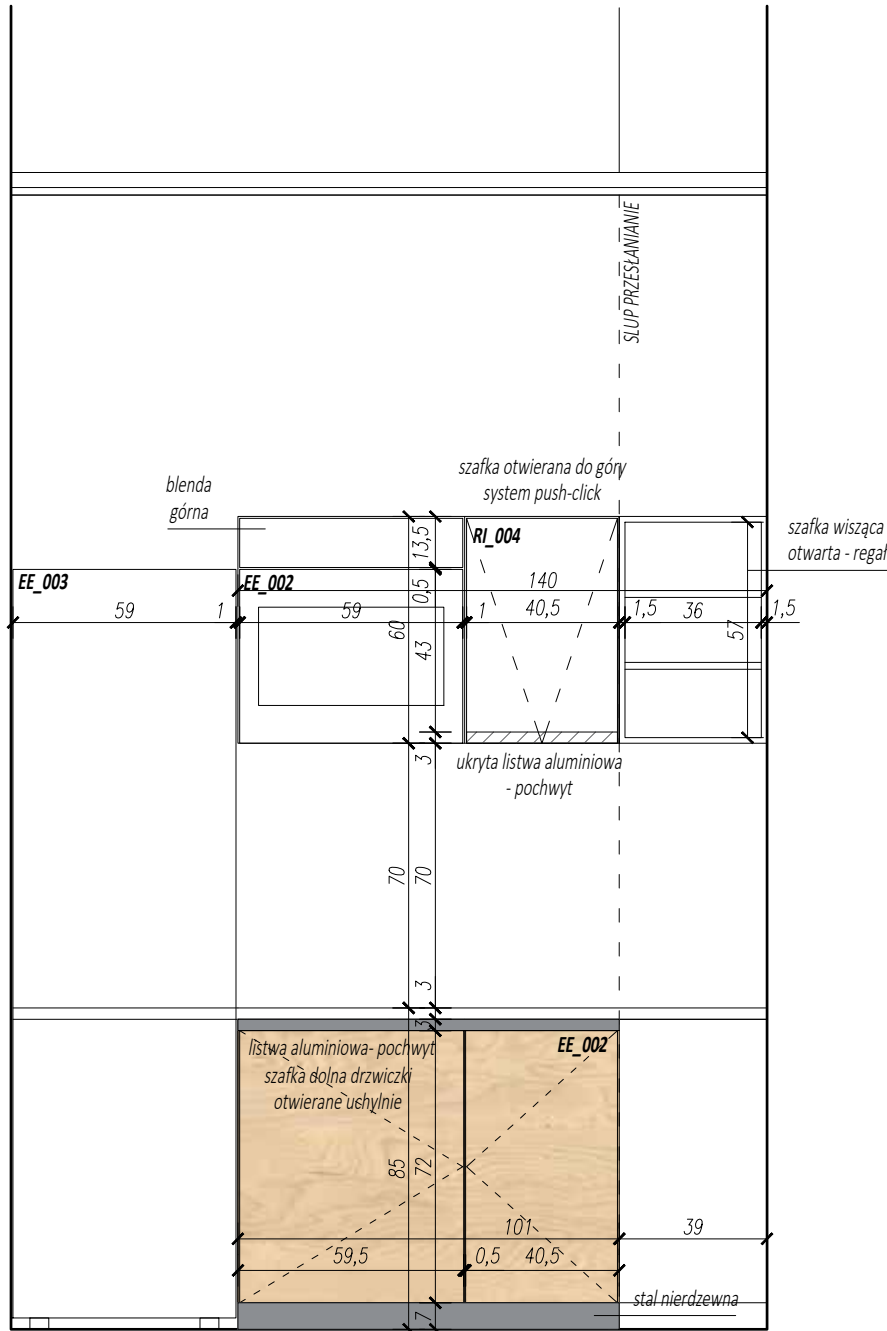 SLUP PRZESŁANIANIE
szafka otwierana do góry
system push-click
blenda
górna
szafka wisząca
otwarta - regał
13,5
RI_004
EE_003
EE_002
0,5
140
59
1
59
1
40,5
1,5
36
1,5
60
43
57
3
ukryta listwa aluminiowa
- pochwyt
70
70
3
3
listwa aluminiowa- pochwyt
szafka dolna drzwiczki
otwierane uchylnie
EE_002
85
72
101
39
59,5
0,5
40,5
7
stal nierdzewna